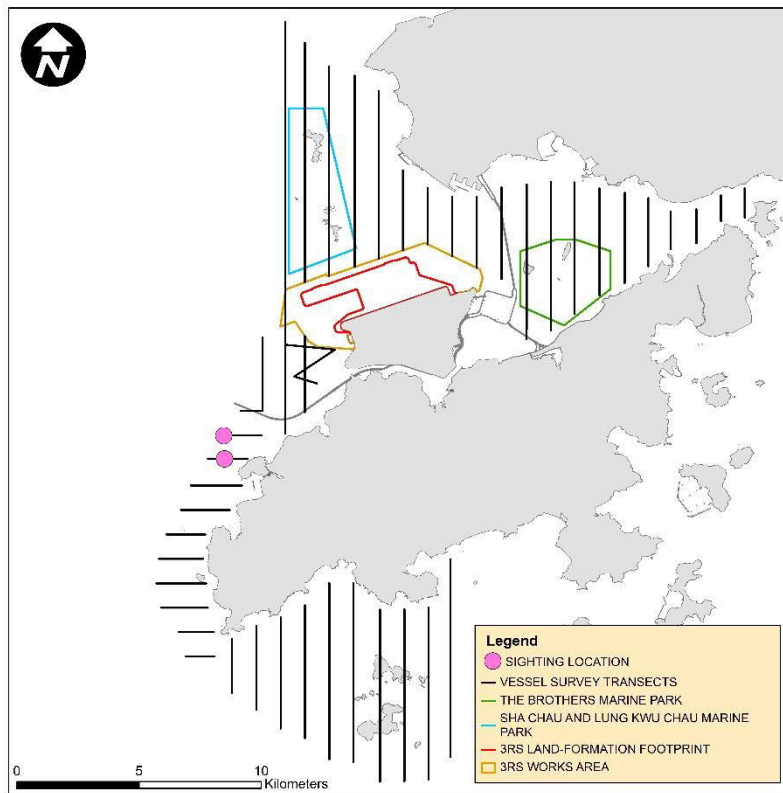 N
Legend
SIGHTING LOCATION
VESSEL SURVEY TRANSECTS
THE BROTHERS MARINE PARK
SHA CHAU AND LUNG KWU CHAU MARINE
PARK
3RS LAND-FORMATION FOOTPRINT
3RS WORKS AREA
0 5 10
Kilometers